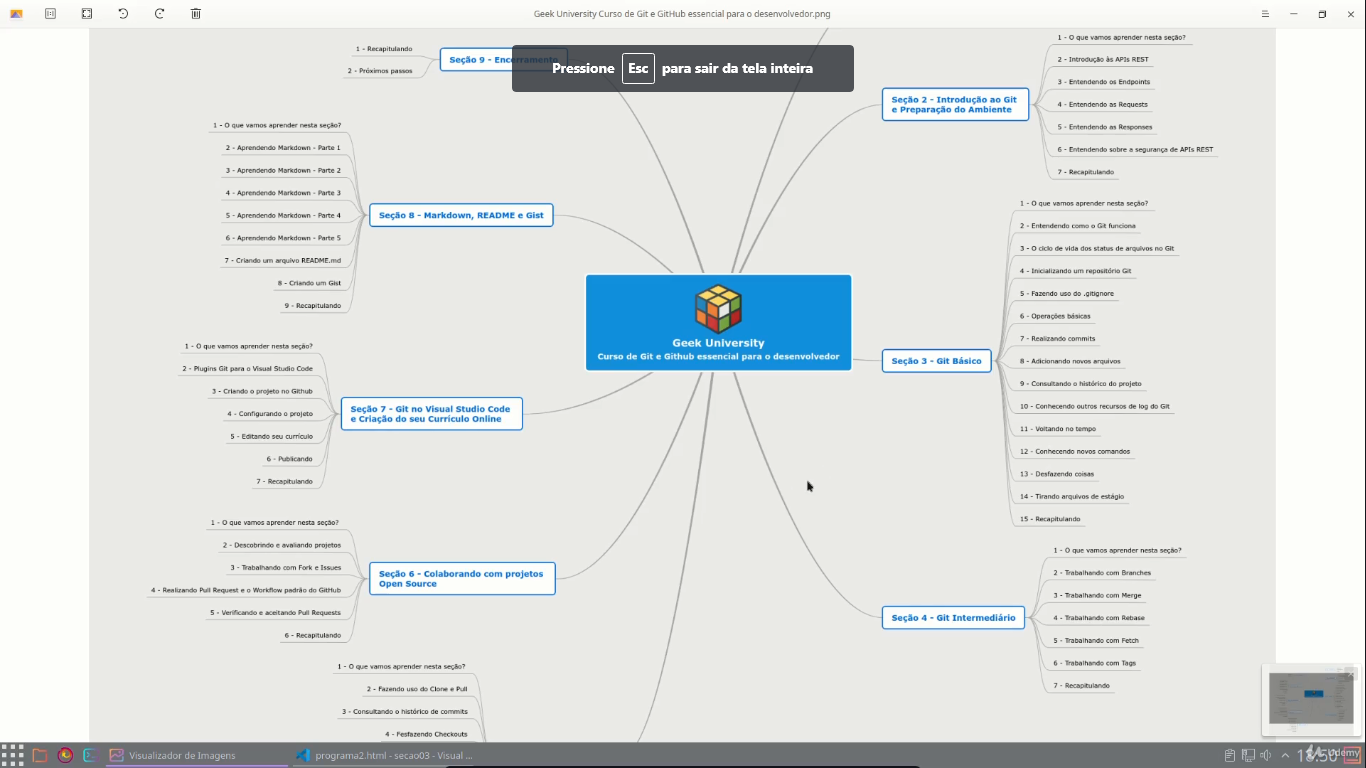 Geek University Curso de Git e GitHub essencial para o desenvolvedor.png
Pressione Esc para sair da tela inteira
1 - Recapitulando
2 - Próximos passos
Seção 9 - Encerramento
1 - O que vamos aprender nesta seção?
2 - Aprendendo Markdown - Parte 1
3 - Aprendendo Markdown - Parte 2
4 - Aprendendo Markdown - Parte 3
5 - Aprendendo Markdown - Parte 4
6 - Aprendendo Markdown - Parte 5
7 - Criando um arquivo README.md
8 - Criando um Gist
9 - Recapitulando
Seção 8 - Markdown, README e Gist
1 - O que vamos aprender nesta seção?
2 - Plugins Git para o Visual Studio Code
3 - Criando o projeto no Github
4 - Configurando o projeto
5 - Editando seu currículo
6 - Publicando
7 - Recapitulando
Seção 7 - Git no Visual Studio Code
e Criação do seu Currículo Online
1 - O que vamos aprender nesta seção?
2 - Descobrindo e avaliando projetos
3 - Trabalhando com Fork e Issues
4 - Realizando Pull Request e o Workflow padrão do GitHub
5 - Verificando e aceitando Pull Requests
6 - Recapitulando
Seção 6 - Colaborando com projetos
Open Source
1 - O que vamos aprender nesta seção?
2 - Fazendo uso do Clone e Pull
3 - Consultando o histórico de commits
4 - Fesfazendo Checkouts
Geek University
Curso de Git e Github essencial para o desenvolvedor
Seção 2 - Introdução ao Git
e Preparação do Ambiente
1 - O que vamos aprender nesta seção?
2 - Introdução às APIs REST
3 - Entendendo os Endpoints
4 - Entendendo as Requests
5 - Entendendo as Responses
6 - Entendendo sobre a segurança de APIs REST
7 - Recapitulando
Seção 3 - Git Básico
1 - O que vamos aprender nesta seção?
2 - Entendendo como o Git funciona
3 - O ciclo de vida dos status de arquivos no Git
4 - Inicializando um repositório Git
5 - Fazendo uso do .gitignore
6 - Operações básicas
7 - Realizando commits
8 - Adicionando novos arquivos
9 - Consultando o histórico do projeto
10 - Conhecendo outros recursos de log do Git
11 - Voltando no tempo
12 - Conhecendo novos comandos
13 - Desfazendo coisas
14 - Tirando arquivos de estágio
15 - Recapitulando
Seção 4 - Git Intermediário
1 - O que vamos aprender nesta seção?
2 - Trabalhando com Branches
3 - Trabalhando com Merge
4 - Trabalhando com Rebase
5 - Trabalhando com Fetch
6 - Trabalhando com Tags
7 - Recapitulando
Visualizador de Imagens
programa2.html - secao03 - Visual ...
18:50
Udemy